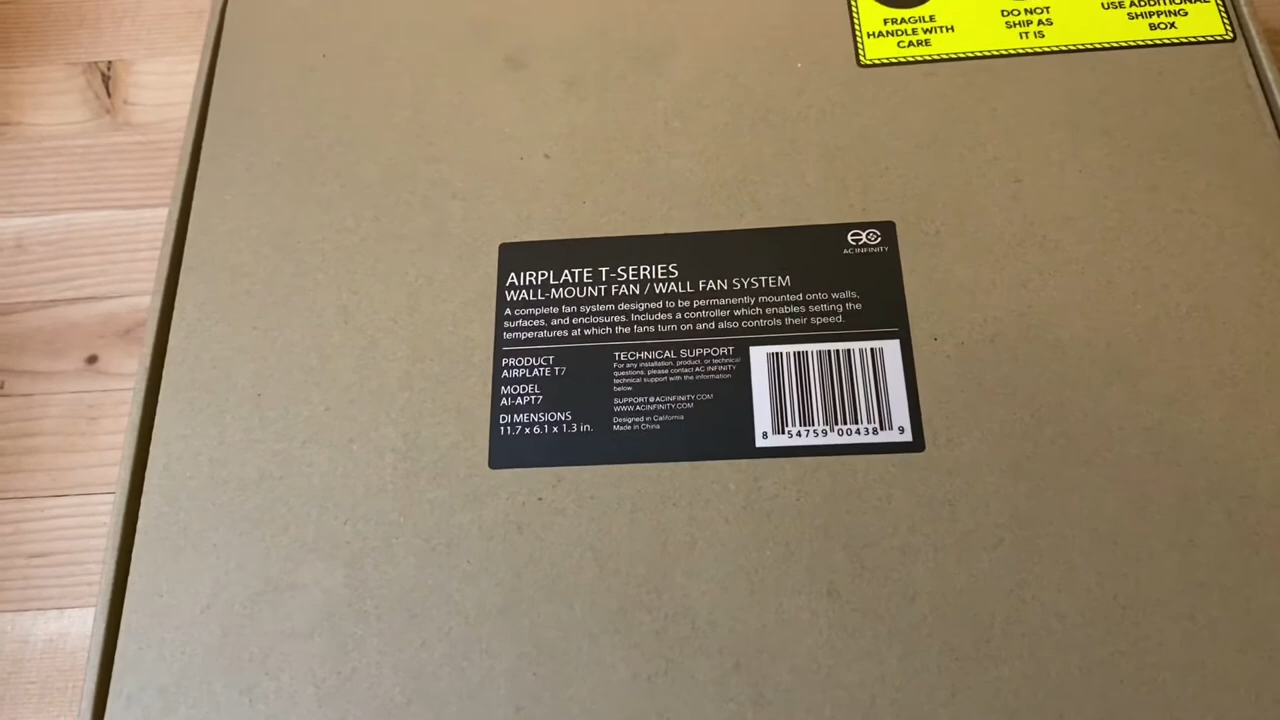 FRAGILE
HANDLE WITH
CARE
DO NOT
SHIP AS
IT IS
USE ADDITIONAL
SHIPPING
BOX
AC INFINITY
AIRPLATE T-SERIES
WALL-MOUNT FAN / WALL FAN SYSTEM
A complete fan system designed to be permanently mounted onto walls,
surfaces, and enclosures. Includes a controller which enables setting the
temperatures at which the fans turn on and also controls their speed.
PRODUCT
AIRPLATE T7
MODEL
AI-APT7
DIMENSIONS
11.7 x 6.1 x 1.3 in.
TECHNICAL SUPPORT
For any installation, product, or technical
questions, please contact AC INFINITY
technical support with the information
below
SUPPORT@ACINFINITY.COM
WWW.ACINFINITY.COM
Designed in California
Made in China
8 54759 00438 9